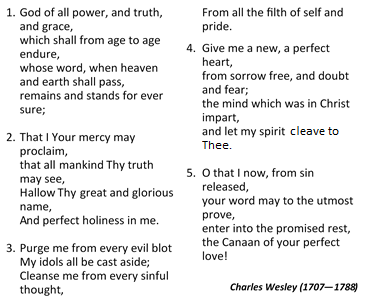 1. God of all power, and truth,
and grace,
which shall from age to age
endure,
whose word, when heaven
and earth shall pass,
remains and stands for ever
sure;
2. That I Your mercy may
proclaim,
that all mankind Thy truth
may see,
Hallow Thy great and glorious
name,
And perfect holiness in me.
3. Purge me from every evil blot
My idols all be cast aside;
Cleanse me from every sinful
thought,
From all the filth of self and
pride.
4. Give me a new, a perfect
heart,
from sorrow free, and doubt
and fear;
the mind which was in Christ
impart,
and let my spirit cleave to
Thee.
5. O that I now, from sin
released,
your word may to the utmost
prove,
enter into the promised rest,
the Canaan of your perfect
love!
Charles Wesley (1707—1788)